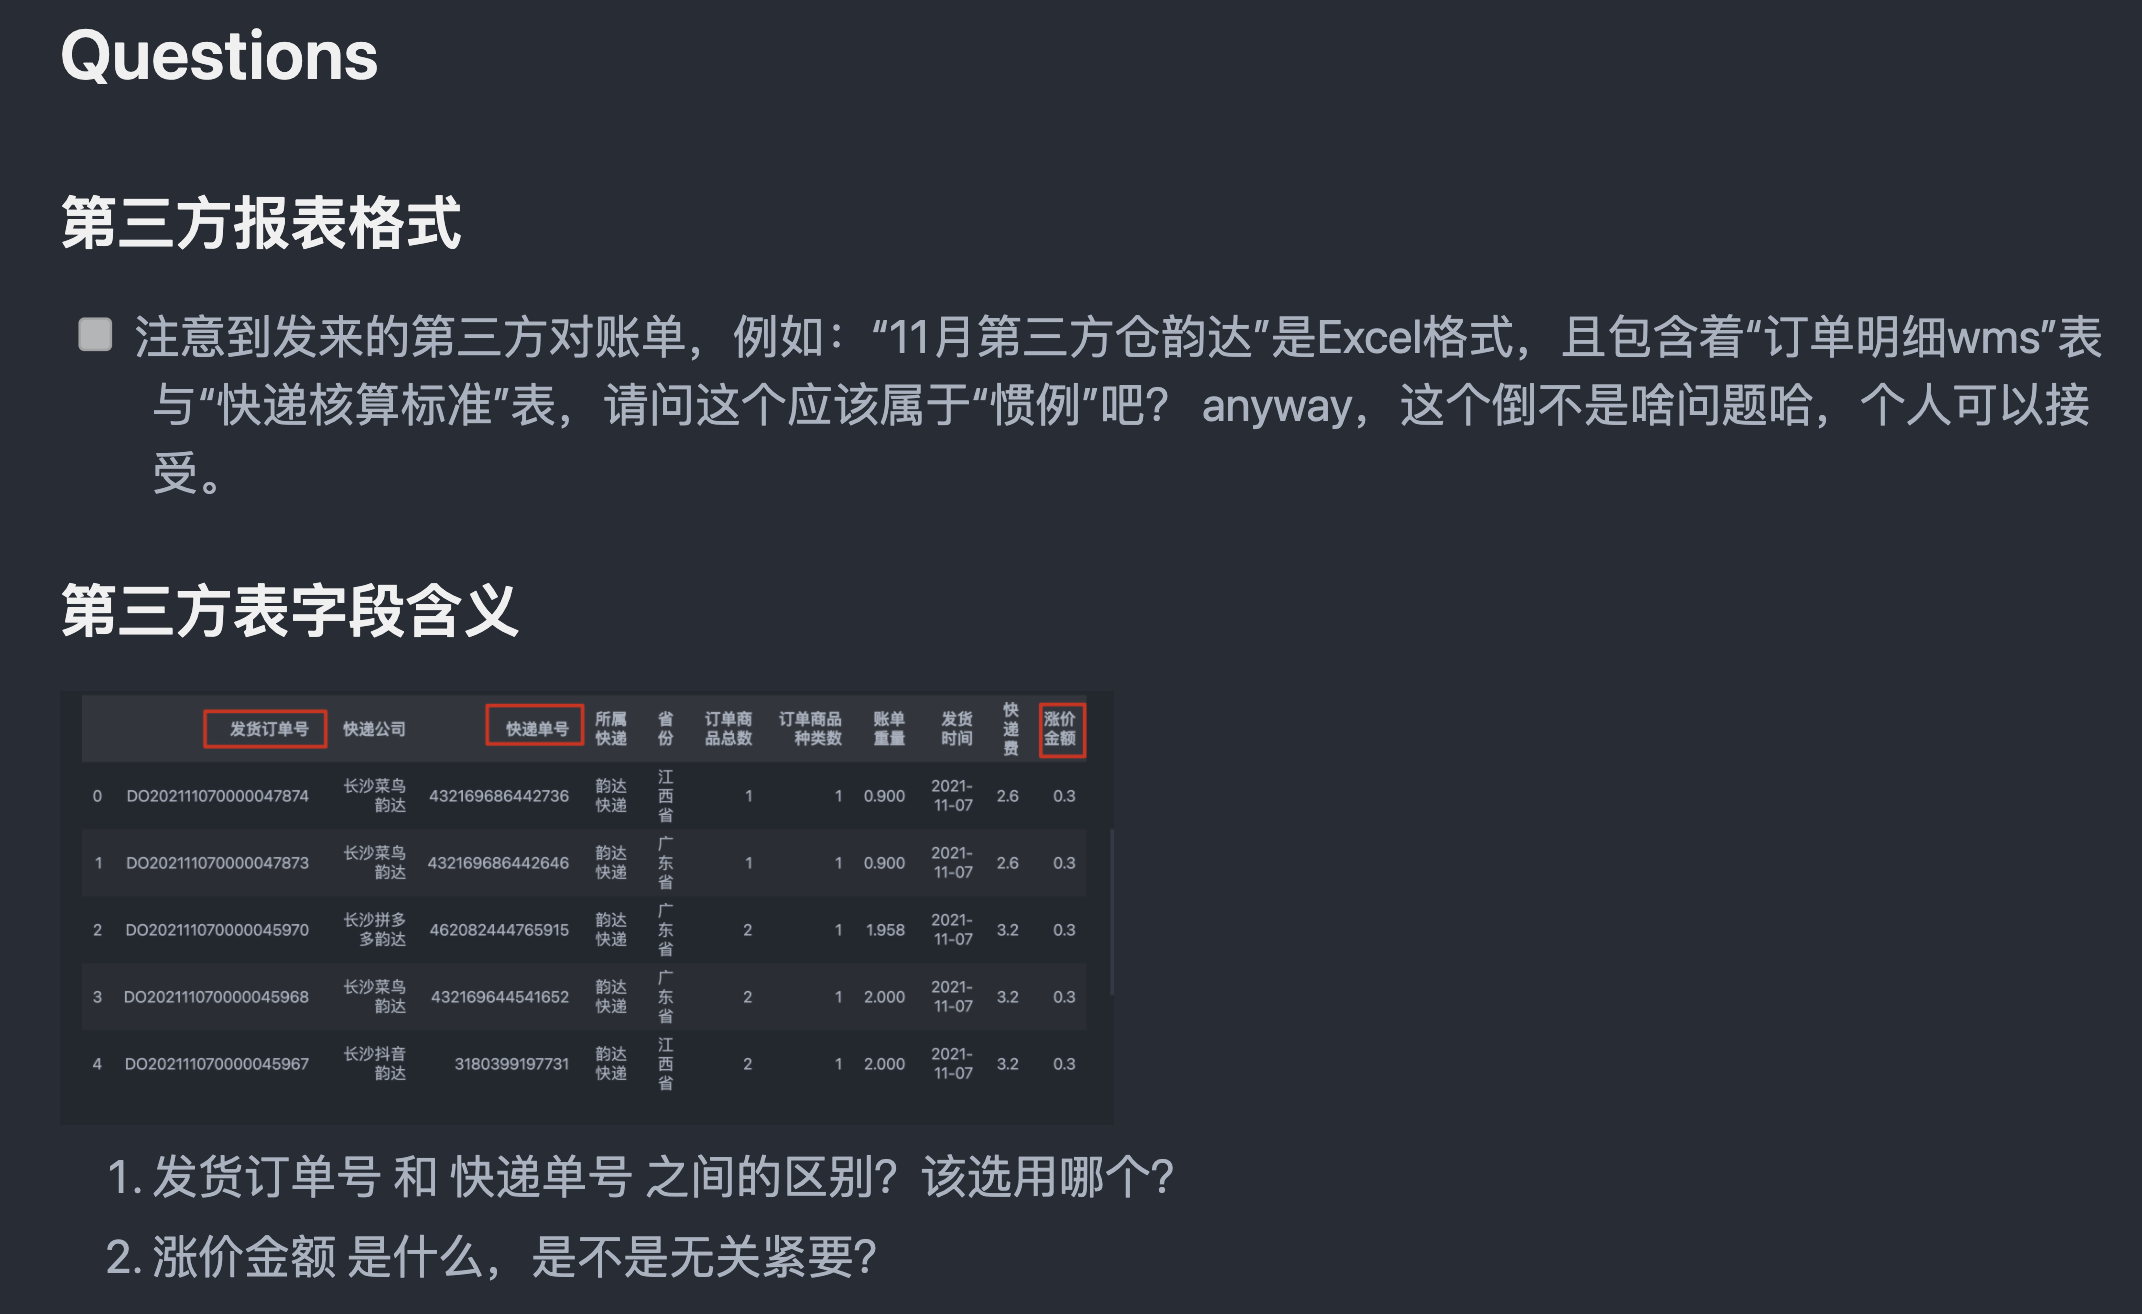 Questions
第三方报表格式
注意到发来的第三方对账单，例如：“11月第三方仓韵达”是Excel格式，且包含着“订单明细wms”表
与“快递核算标准”表，请问这个应该属于“惯例”吧？ anyway，这个倒不是啥问题哈，个人可以接
受。
第三方表字段含义
发货订单号 快递公司 快递单号 所属快递 省份 订单商品总数 订单商品种类数 账单重量 发货时间 快递费 涨价金额
0 DO202111070000047874 长沙菜鸟韵达 432169686442736 韵达快递 江西省 1 1 0.900 2021-11-07 2.6 0.3
1 DO202111070000047873 长沙菜鸟韵达 432169686442646 韵达快递 广东省 1 1 0.900 2021-11-07 2.6 0.3
2 DO202111070000045970 长沙拼多多韵达 462082444765915 韵达快递 广东省 2 1 1.958 2021-11-07 3.2 0.3
3 DO202111070000045968 长沙菜鸟韵达 432169644541652 韵达快递 广东省 2 1 2.000 2021-11-07 3.2 0.3
4 DO202111070000045967 长沙抖音韵达 3180399197731 韵达快递 江西省 2 1 2.000 2021-11-07 3.2 0.3
1. 发货订单号 和 快递单号 之间的区别？该选用哪个？
2. 涨价金额 是什么，是不是无关紧要？